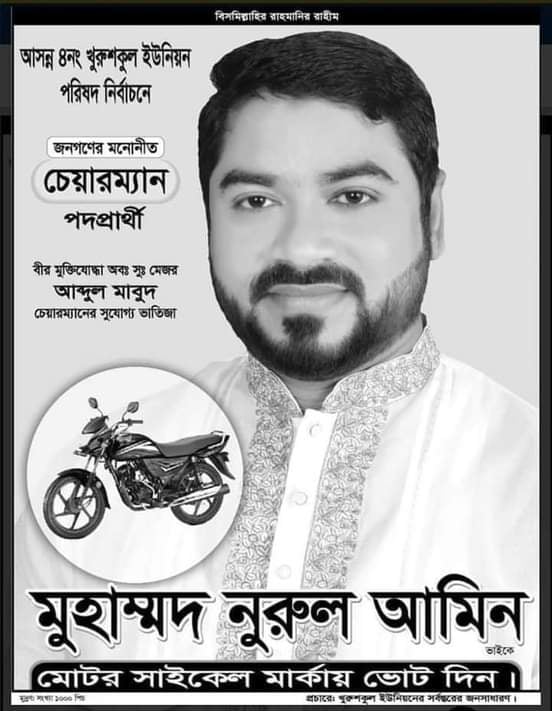 বিসমিল্লাহির রাহমানির রাহীম
আসন্ন ৪নং খুরুশকুল ইউনিয়ন
পরিষদ নির্বাচনে
জনগণের মনোনীত
চেয়ারম্যান
পদপ্রার্থী
বীর মুক্তিযোদ্ধা অবঃ সুঃ মেজর
আব্দুল মাবুদ
চেয়ারম্যানের সুযোগ্য ভাতিজা
মুহাম্মদ নুরুল আমিন
ভাইকে
মোটর সাইকেল মার্কায় ভোট দিন।
মুদ্রণ: সংখ্যা ১০০০ পিচ
প্রচারে: খুরুশকুল ইউনিয়নের সর্বস্তরের জনসাধারণ।